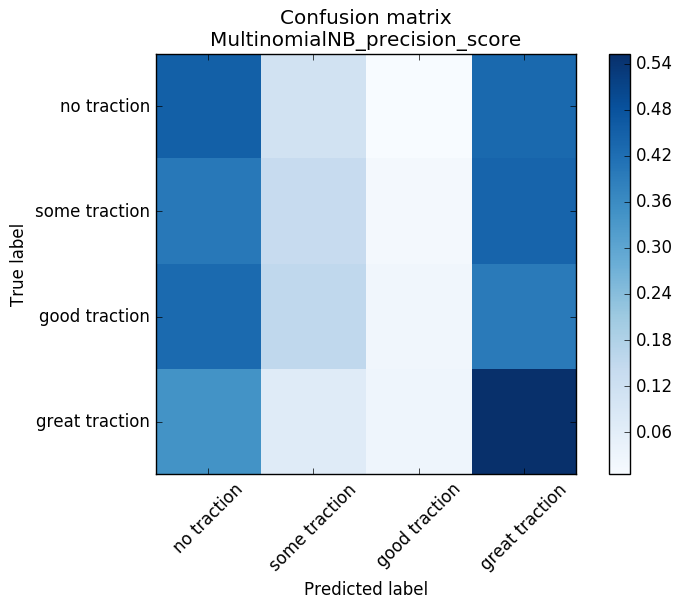 Confusion matrix
MultinomialNB_precision_score
True label
no traction
some traction
good traction
great traction
no traction
some traction
good traction
great traction
Predicted label
0.54
0.48
0.42
0.36
0.30
0.24
0.18
0.12
0.06